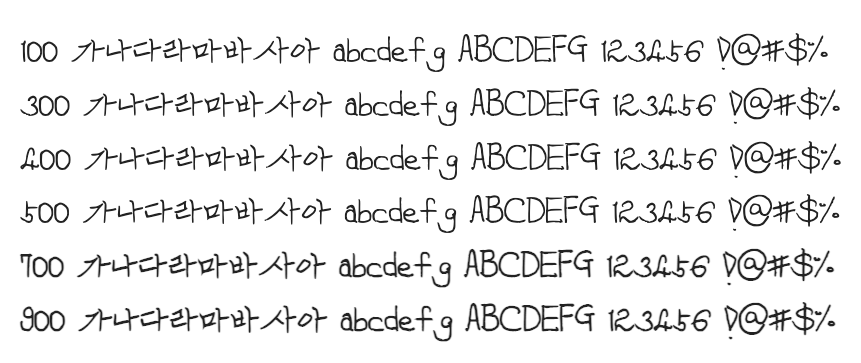 100 가나다라마바사아 abcdefg ABCDEFG 123456 !@#$%
300 가나다라마바사아 abcdefg ABCDEFG 123456 !@#$%
400 가나다라마바사아 abcdefg ABCDEFG 123456 !@#$%
500 가나다라마바사아 abcdefg ABCDEFG 123456 !@#$%
700 가나다라마바사아 abcdefg ABCDEFG 123456 !@#$%
900 가나다라마바사아 abcdefg ABCDEFG 123456 !@#$%